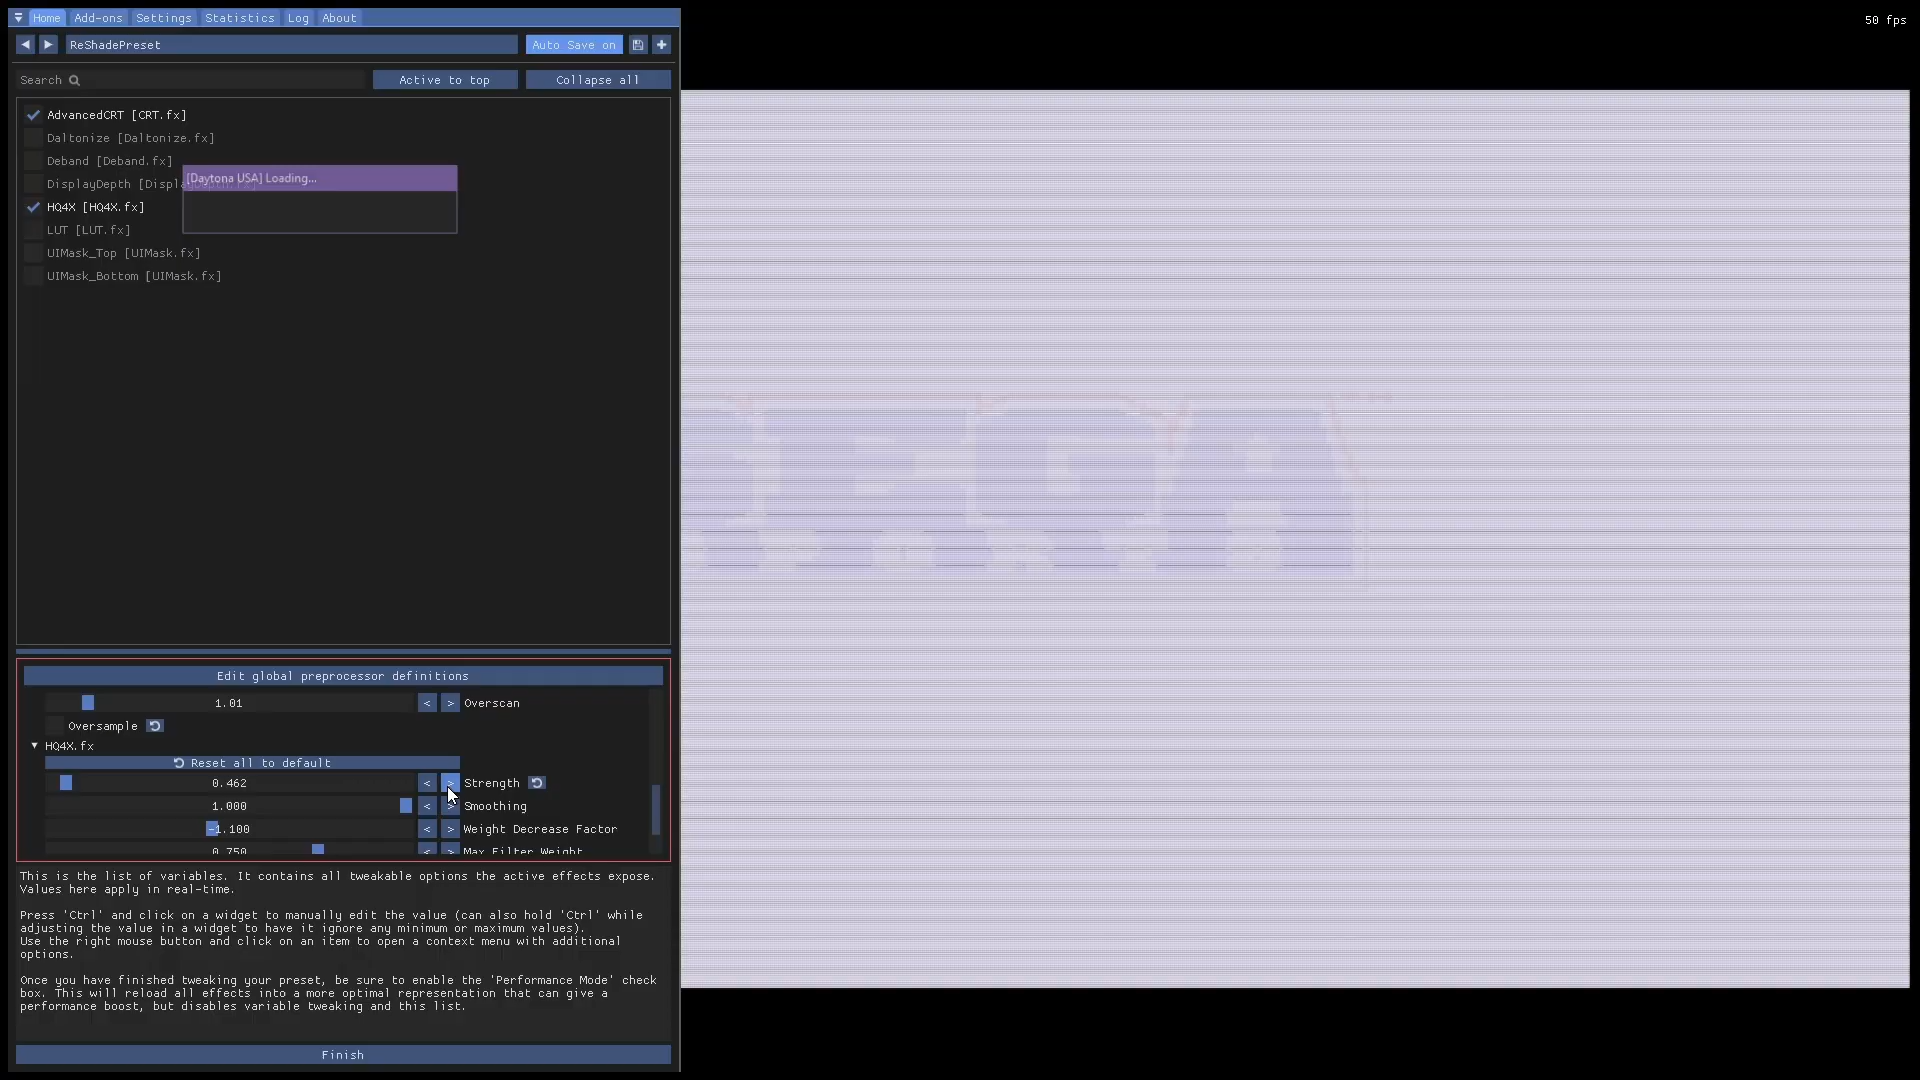 Home Add-ons Settings Statistics Log About
50 fps
ReShadePreset Auto Save on
Search Active to top Collapse all
AdvancedCRT [CRT.fx]
Daltonize [Daltonize.fx]
Deband [Deband.fx]
[Daytona USA] Loading...
DisplayDepth [DisplayDepth.fx]
HQ4X [HQ4X.fx]
LUT [LUT.fx]
UIMask_Top [UIMask.fx]
UIMask_Bottom [UIMask.fx]
Edit global preprocessor definitions
1.01 < > Overscan
Oversample
HQ4X.fx
Reset all to default
0.462 < > Strength
1.000 < > Smoothing
-1.100 < > Weight Decrease Factor
0.750 < > Max Filter Weight
This is the list of variables. It contains all tweakable options the active effects expose.
Values here apply in real-time.
Press 'Ctrl' and click on a widget to manually edit the value (can also hold 'Ctrl' while
adjusting the value in a widget to have it ignore any minimum or maximum values).
Use the right mouse button and click on an item to open a context menu with additional
options.
Once you have finished tweaking your preset, be sure to enable the 'Performance Mode' check
box. This will reload all effects into a more optimal representation that can give a
performance boost, but disables variable tweaking and this list.
Finish